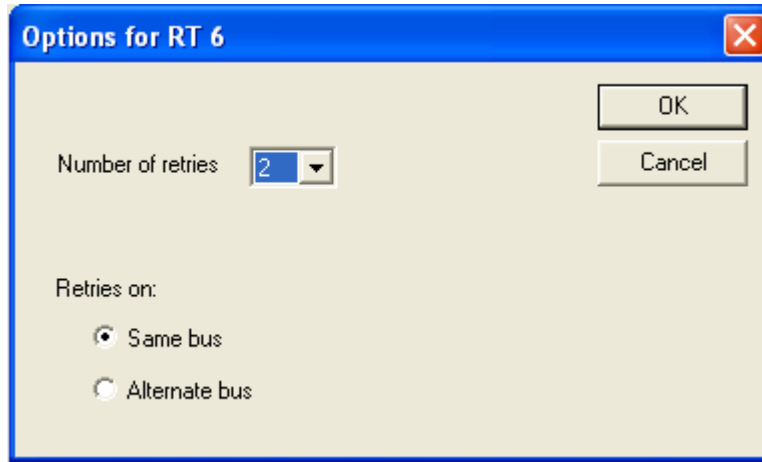 Options for RT 6
OK
Number of retries 2
Cancel
Retries on:
Same bus
Alternate bus